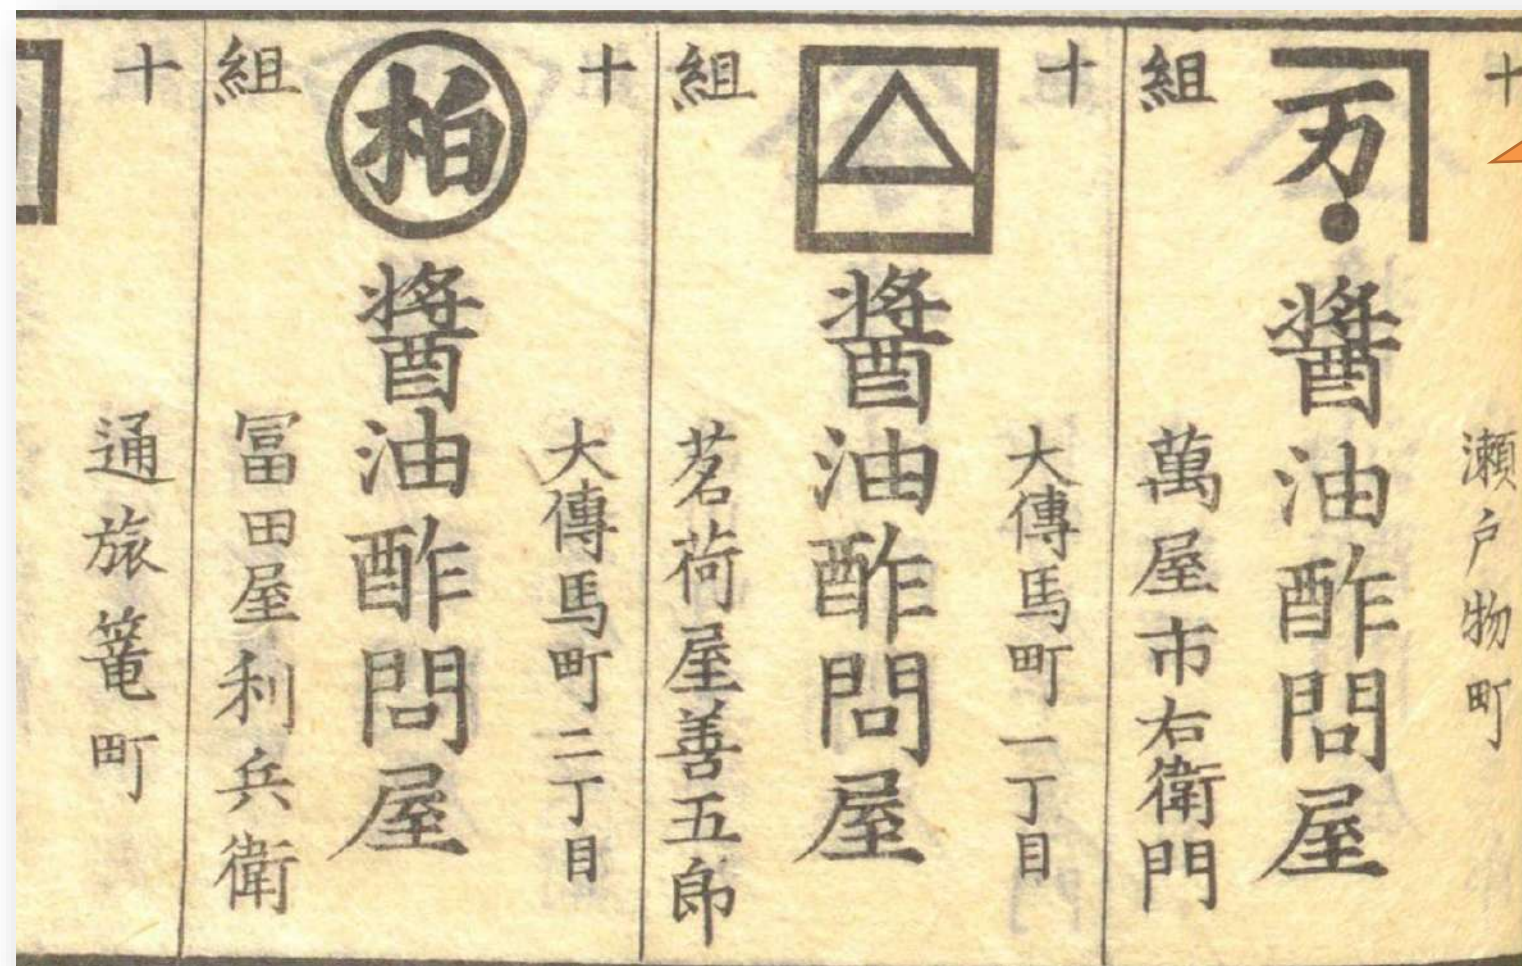 十
組
万
瀬戸物町
醤油酢問屋
萬屋市右衛門
十
組
大傳馬町一丁目
醤油酢問屋
茗荷屋善五郎
十
組
柏
大傳馬町二丁目
醤油酢問屋
冨田屋利兵衛
十
通旅篭町